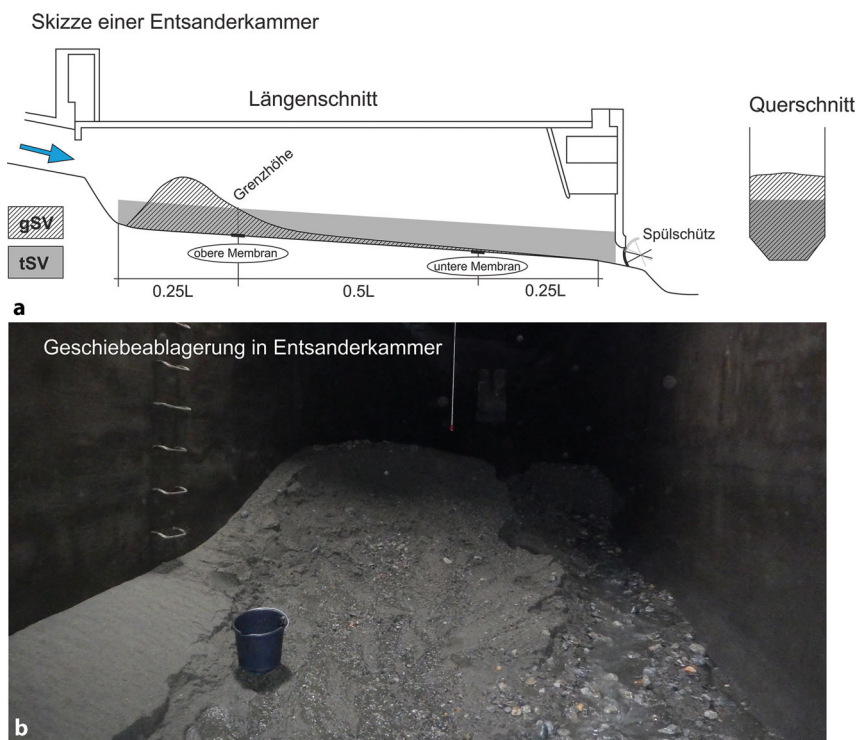 Skizze einer Entsanderkammer
Längenschnitt
Querschnitt
Grenzhöhe
gSV
tSV
obere Membran
untere Membran
Spülschütz
0.25L
0.5L
0.25L
a
Geschiebeablagerung in Entsanderkammer
b